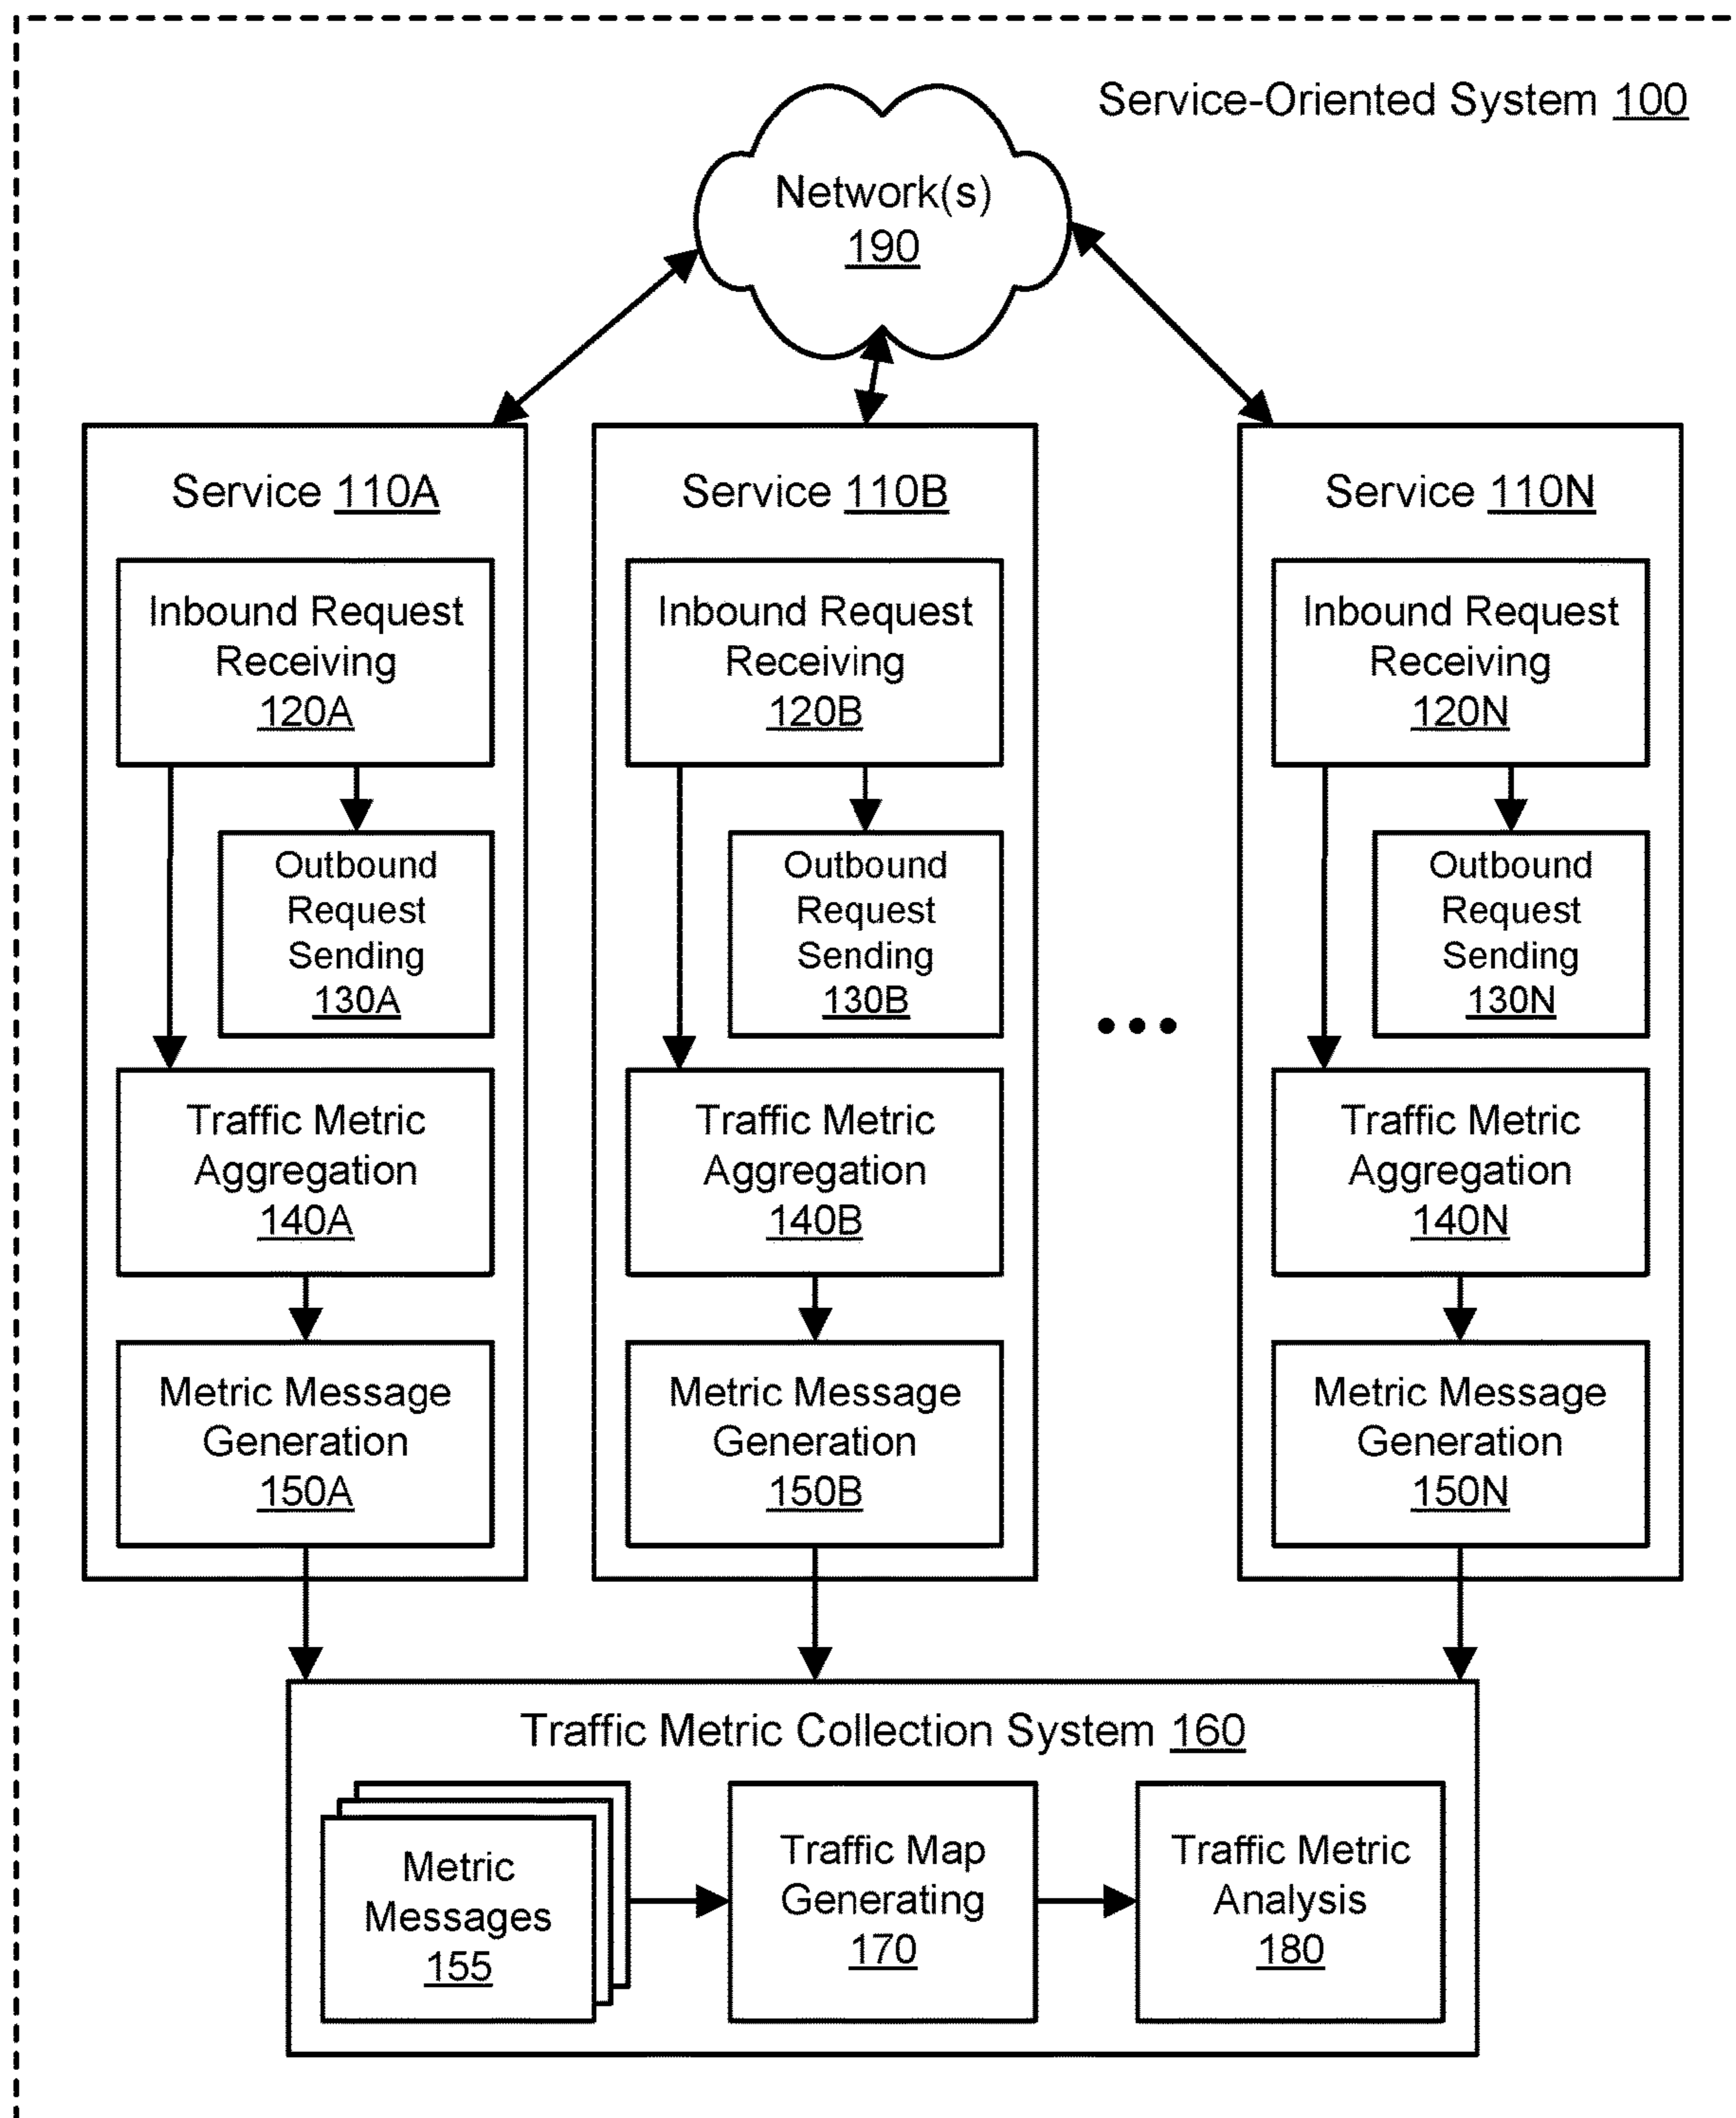 Service-Oriented System 100
Network(s)
190
Service 110A
Inbound Request
Receiving
120A
Outbound
Request
Sending
130A
Traffic Metric
Aggregation
140A
Metric Message
Generation
150A
Service 110B
Inbound Request
Receiving
120B
Outbound
Request
Sending
130B
Traffic Metric
Aggregation
140B
Metric Message
Generation
150B
Service 110N
Inbound Request
Receiving
120N
Outbound
Request
Sending
130N
Traffic Metric
Aggregation
140N
Metric Message
Generation
150N
Traffic Metric Collection System 160
Metric
Messages
155
Traffic Map
Generating
170
Traffic Metric
Analysis
180